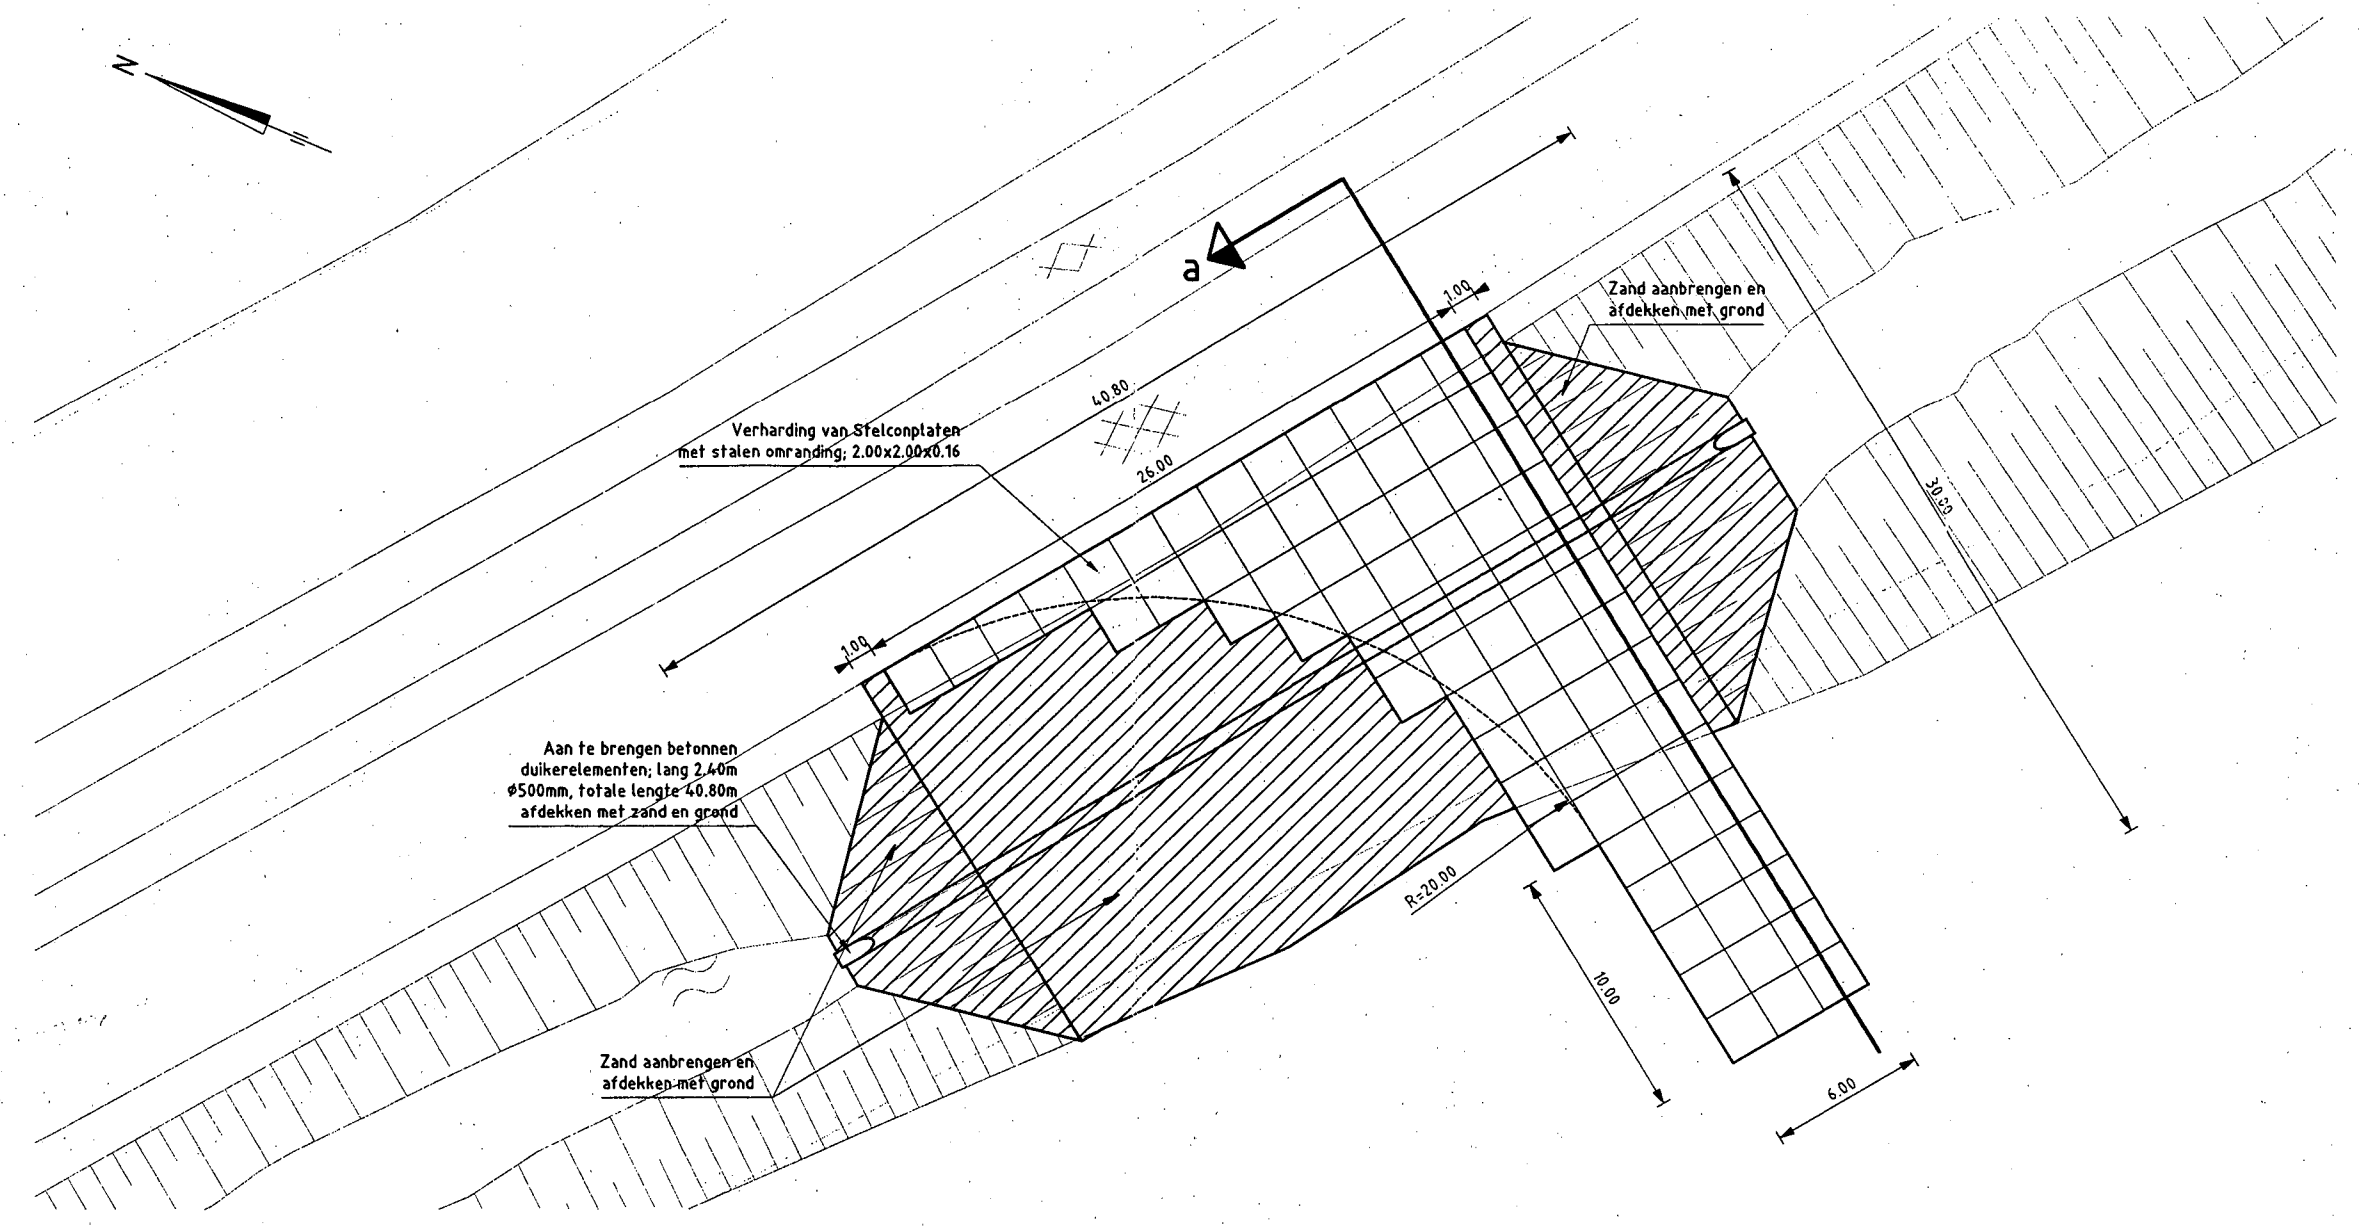 N
a
1.00
Zand aanbrengen en
afdekken met grond
40.80
Verharding van Stelconplaten
met stalen omranding; 2.00x2.00x0.16
26.00
30.00
1.00
Aan te brengen betonnen
duikerelementen; lang 2.40m
ø500mm, totale lengte 40.80m
afdekken met zand en grond
R=20.00
10.00
Zand aanbrengen en
afdekken met grond
6.00